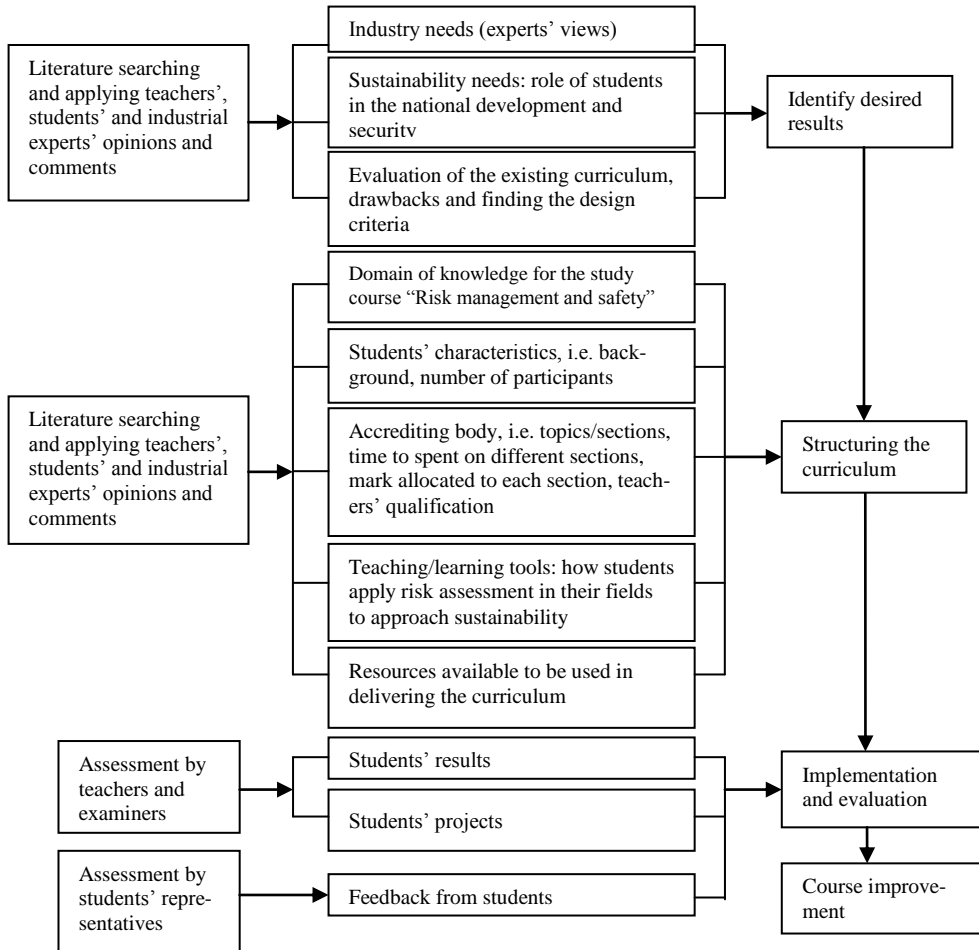 Literature searching
and applying teachers’,
students’ and industrial
experts’ opinions and
comments
Industry needs (experts’ views)
Sustainability needs: role of students
in the national development and
security
Evaluation of the existing curriculum,
drawbacks and finding the design
criteria
Identify desired
results
Literature searching
and applying teachers’,
students’ and industrial
experts’ opinions and
comments
Domain of knowledge for the study
course “Risk management and safety”
Students’ characteristics, i.e. back-
ground, number of participants
Accrediting body, i.e. topics/sections,
time to spent on different sections,
mark allocated to each section, teach-
ers’ qualification
Teaching/learning tools: how students
apply risk assessment in their fields
to approach sustainability
Resources available to be used in
delivering the curriculum
Structuring the
curriculum
Assessment by
teachers and
examiners
Students’ results
Students’ projects
Implementation
and evaluation
Assessment by
students’ repre-
sentatives
Feedback from students
Course improve-
ment